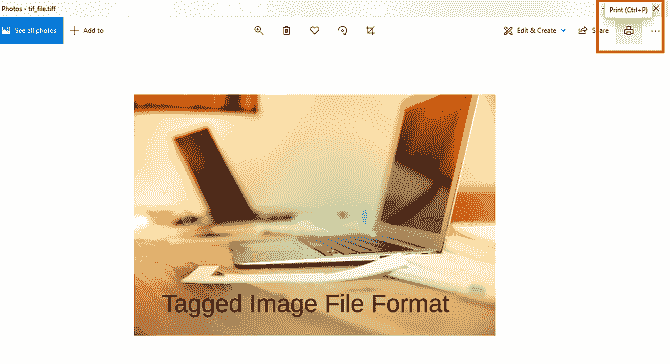 Photos - tif_file.tiff
Print (Ctrl+P)
See all photos
Add to
Edit & Create
Share
Tagged Image File Format